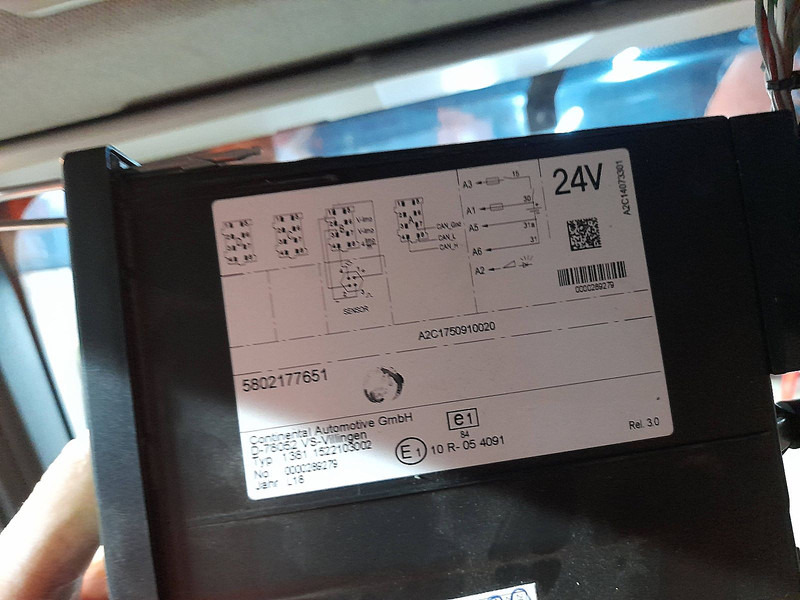 24V
A2C14073301
A3
15
A1
30
A5
31a
A6
31
A2
CAN_Gnd
CAN_L
CAN_H
SENSOR
0000289279
A2C1750910020
5802177651
Continental Automotive GmbH
D-78052 VS-Villingen
Typ 1381 1522103002
No 0000289279
Jahr -16
e1
84
E1 10 R- 05 4091
Rel. 3.0